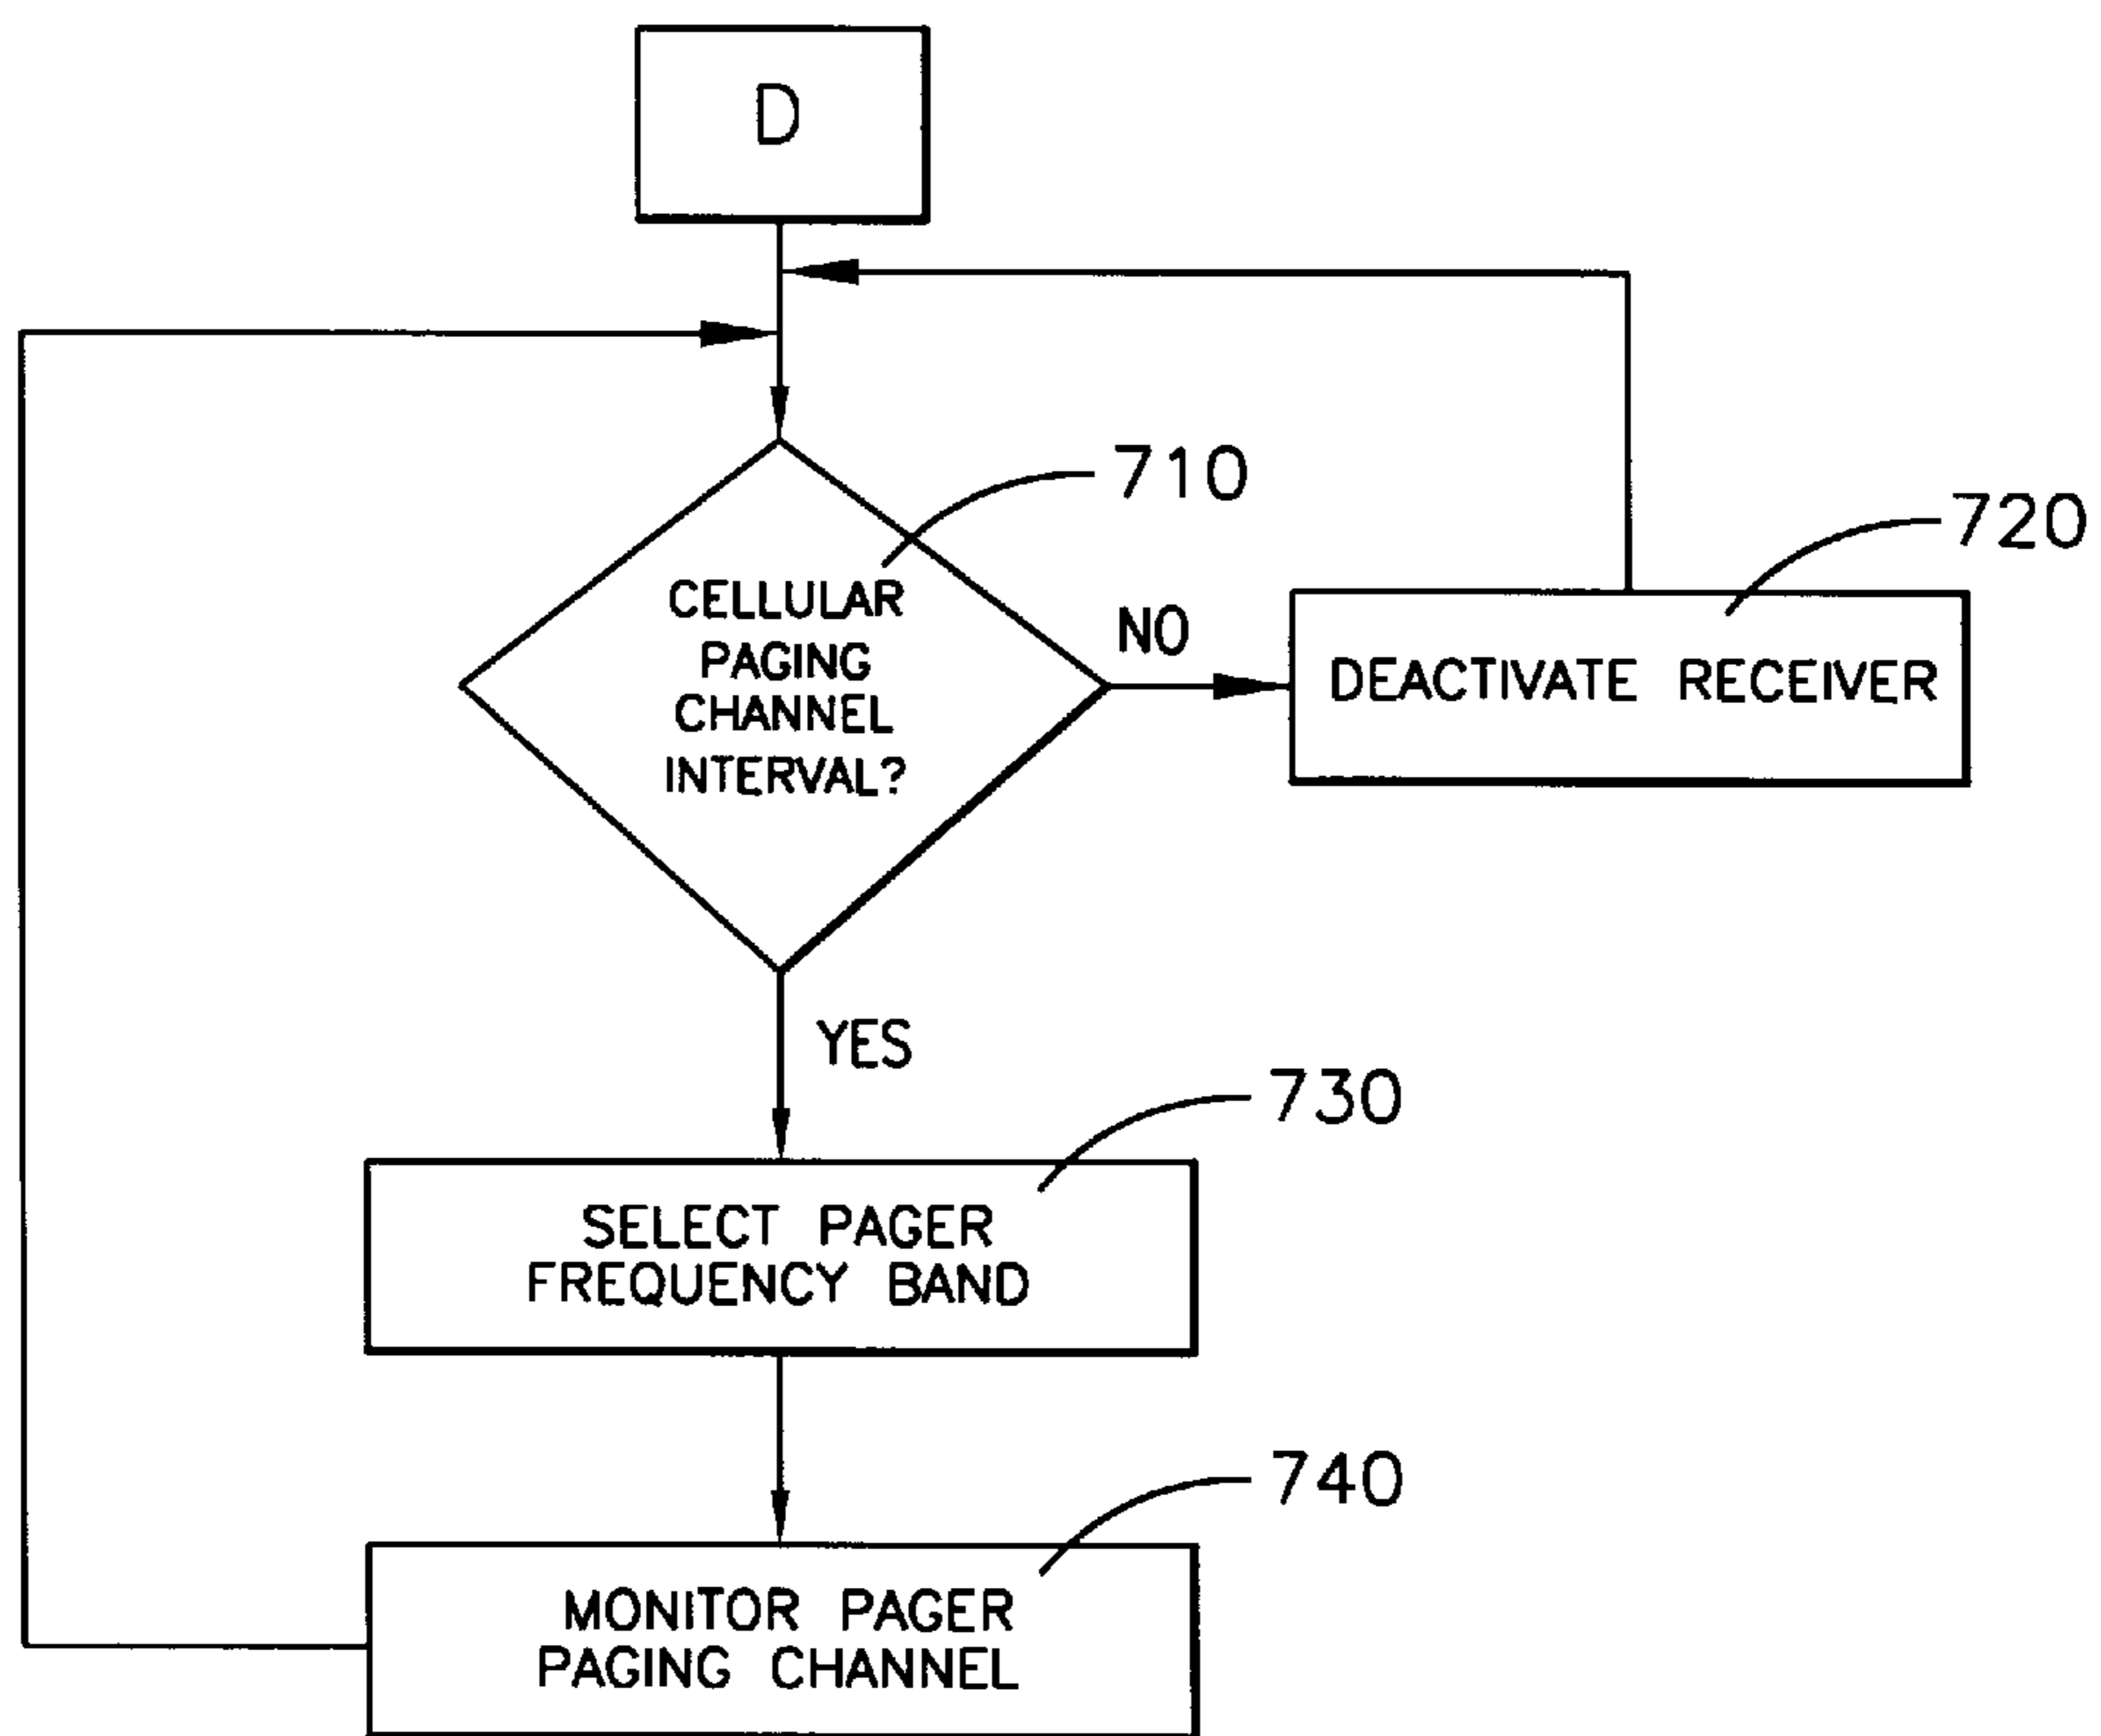 D
710
CELLULAR
PAGING
CHANNEL
INTERVAL?
NO
720
DEACTIVATE RECEIVER
YES
730
SELECT PAGER
FREQUENCY BAND
740
MONITOR PAGER
PAGING CHANNEL